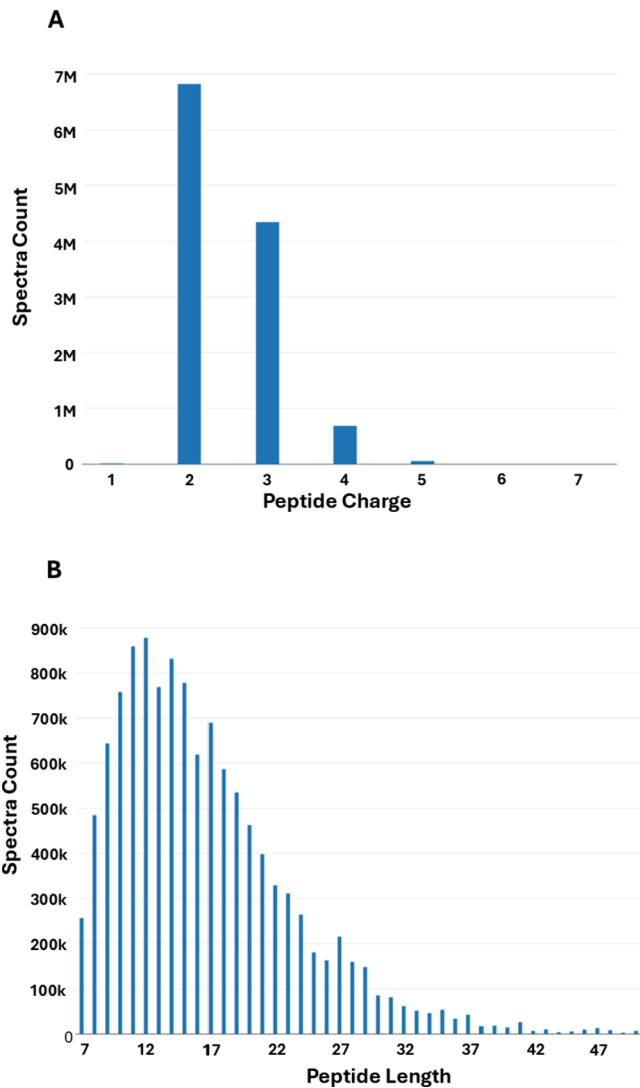 A
7M
6M
5M
4M
3M
2M
1M
0
Spectra Count
1 2 3 4 5 6 7
Peptide Charge
B
900k
800k
700k
600k
500k
400k
300k
200k
100k
0
Spectra Count
7 12 17 22 27 32 37 42 47
Peptide Length